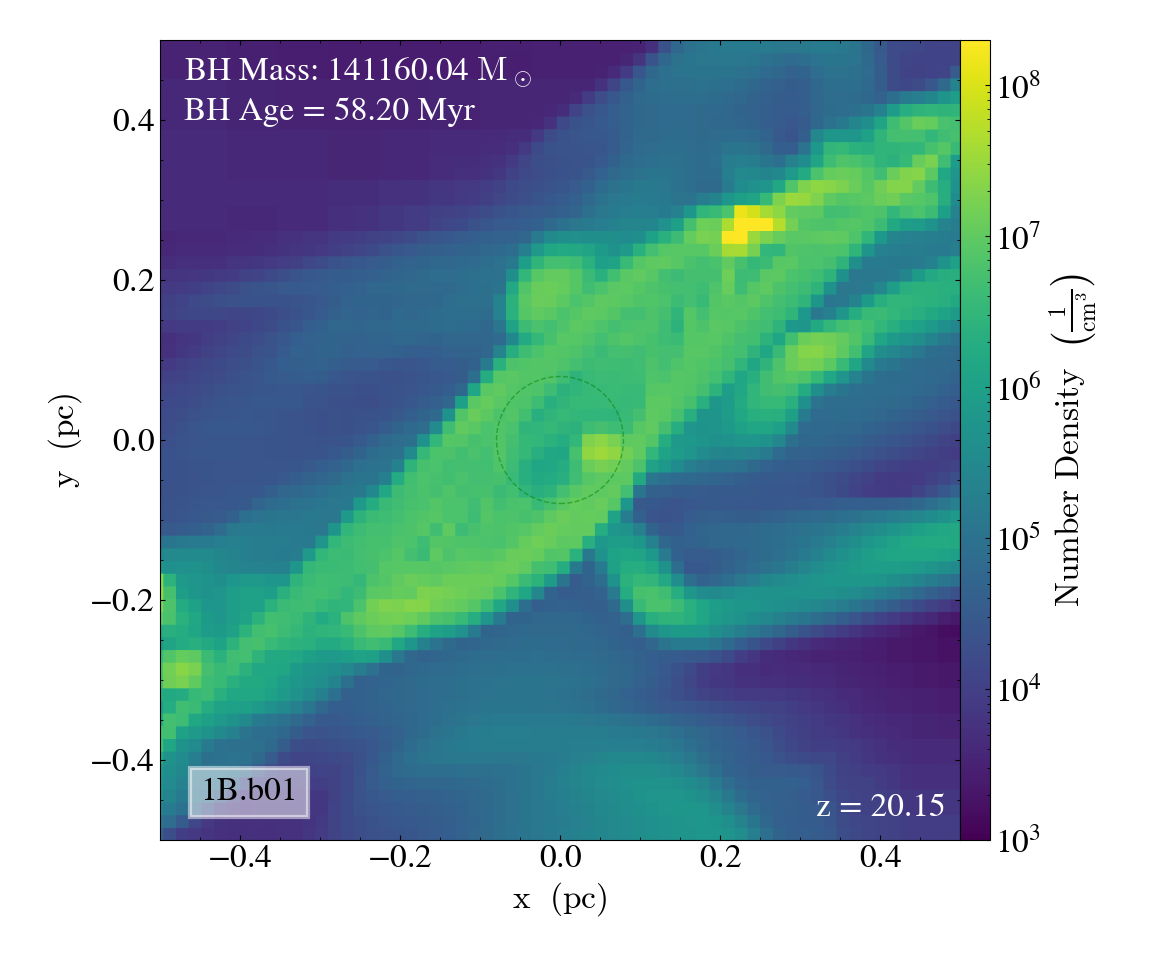 BH Mass: 141160.04 M⊙
BH Age = 58.20 Myr
1B.b01
z = 20.15
0.4
0.2
0.0
−0.2
−0.4
y (pc)
−0.4
−0.2
0.0
0.2
0.4
x (pc)
10⁸
10⁷
10⁶
10⁵
10⁴
10³
Number Density (1/cm³)